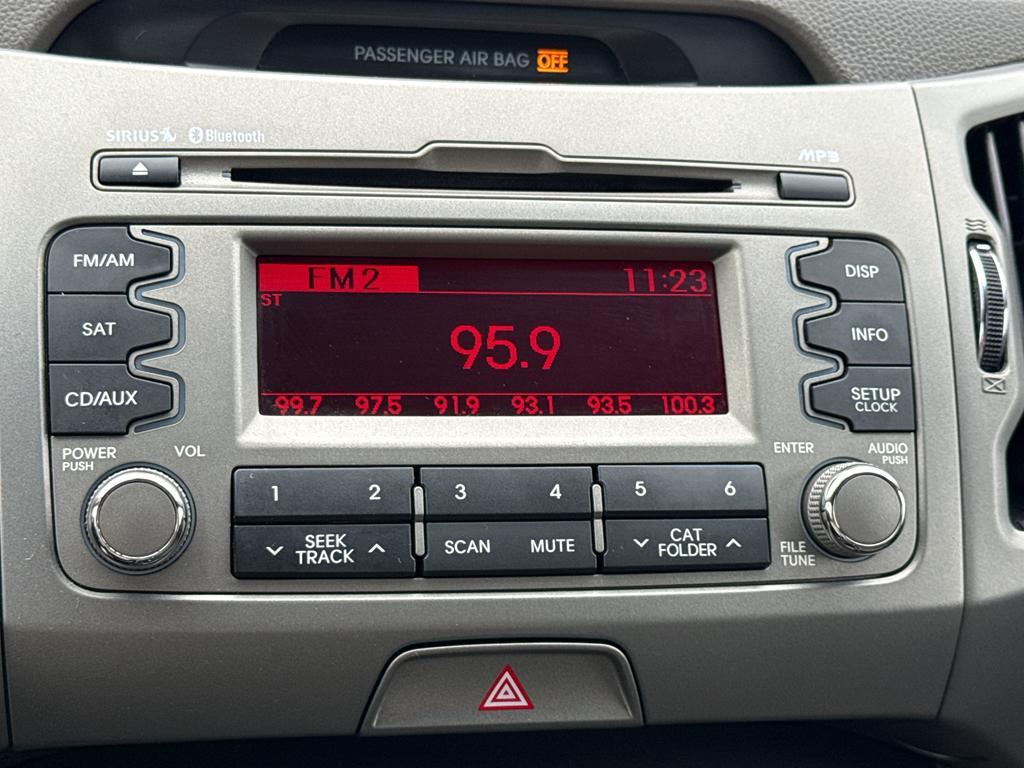 PASSENGER AIR BAG OFF
SIRIUS Bluetooth
MP3
FM/AM
SAT
CD/AUX
FM2 11:23
ST
95.9
99.7 97.5 91.9 93.1 93.5 100.3
DISP
INFO
SETUP
CLOCK
POWER
PUSH
VOL
ENTER
AUDIO
PUSH
1 2 3 4 5 6
SEEK
TRACK
SCAN MUTE
CAT
FOLDER
FILE
TUNE